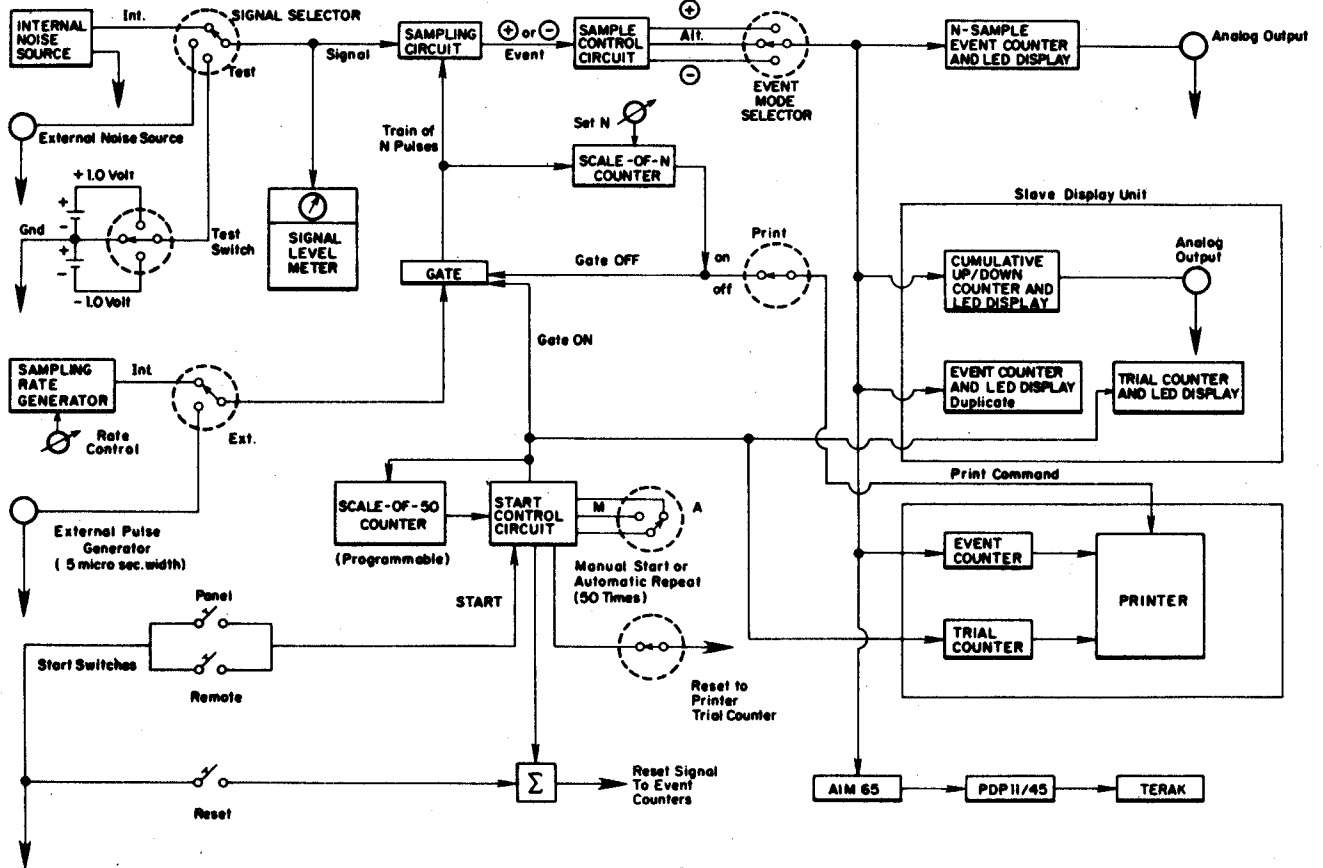 INTERNAL
NOISE
SOURCE
Int.
SIGNAL SELECTOR
Test
Signal
SAMPLING
CIRCUIT
⊕ or ⊖
Event
SAMPLE
CONTROL
CIRCUIT
⊕
Alt.
⊖
EVENT
MODE
SELECTOR
N-SAMPLE
EVENT COUNTER
AND LED DISPLAY
Analog Output
External Noise Source
+ 1.0 Volt
+
-
Gnd
+
-
- 1.0 Volt
Test
Switch
SIGNAL
LEVEL
METER
Train of
N Pulses
Set N
SCALE-OF-N
COUNTER
GATE
Gate OFF
on
off
Print
Gate ON
Slave Display Unit
CUMULATIVE
UP/DOWN
COUNTER AND
LED DISPLAY
Analog
Output
EVENT COUNTER
AND LED DISPLAY
Duplicate
TRIAL COUNTER
AND LED DISPLAY
SAMPLING
RATE
GENERATOR
Int
Rate
Control
Ext.
External Pulse
Generator
( 5 micro sec. width)
SCALE-OF-50
COUNTER
(Programmable)
START
CONTROL
CIRCUIT
M
A
Manual Start or
Automatic Repeat
(50 Times)
Print Command
EVENT
COUNTER
TRIAL
COUNTER
PRINTER
START
Panel
Start Switches
Remote
Reset to
Printer
Trial Counter
Reset
Σ
Reset Signal
To Event
Counters
AIM 65
PDP 11/45
TERAK